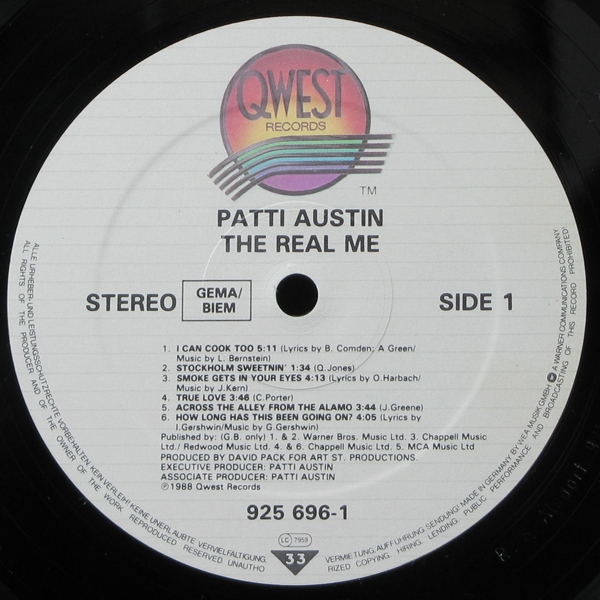 QWEST
RECORDS
TM
PATTI AUSTIN
THE REAL ME
STEREO
GEMA/
BIEM
SIDE 1
1. I CAN COOK TOO 5:11 (Lyrics by B. Comden; A Green/
Music by L. Bernstein)
2. STOCKHOLM SWEETNIN' 1:34 (Q.Jones)
3. SMOKE GETS IN YOUR EYES 4:13 (Lyrics by O.Harbach/
Music by J.Kern)
4. TRUE LOVE 3:46 (C.Porter)
5. ACROSS THE ALLEY FROM THE ALAMO 3:44 (J.Greene)
6. HOW LONG HAS THIS BEEN GOING ON? 4:05 (Lyrics by
I.Gershwin/Music by G.Gershwin)
Published by: (G.B. only) 1. & 2. Warner Bros. Music Ltd. 3. Chappell Music
Ltd./ Redwood Music Ltd. 4. & 6. Chappell Music Ltd. 5. MCA Music Ltd
PRODUCED BY DAVID PACK FOR ART ST. PRODUCTIONS.
EXECUTIVE PRODUCER: PATTI AUSTIN
ASSOCIATE PRODUCER: PATTI AUSTIN
℗1988 Qwest Records
925 696-1
LC 7959
33
ALLE URHEBER- UND LEISTUNGSSCHUTZRECHTE VORBEHALTEN. KEIN VERLEIH! KEINE UNERLAUBTE VERVIELFÄLTIGUNG, VERMIETUNG, AUFFÜHRUNG, SENDUNG! MADE IN GERMANY BY WEA MUSIK GMBH A WARNER COMMUNICATIONS COMPANY
ALL RIGHTS OF THE PRODUCER AND OF THE OWNER OF THE WORK REPRODUCED RESERVED. UNAUTHORIZED COPYING, HIRING, LENDING, PUBLIC PERFORMANCE AND BROADCASTING OF THIS RECORD PROHIBITED!